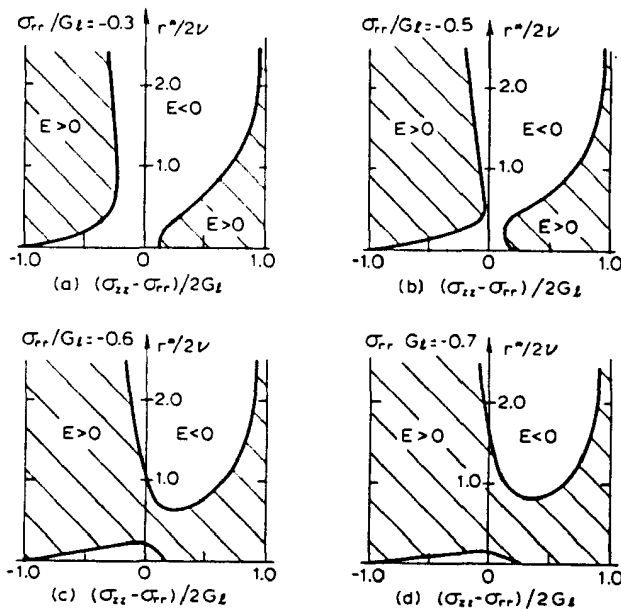 σrr/Gℓ=-0.3
r*/2ν
2.0
E<0
E>0
1.0
E>0
-1.0 0 1.0
(a) (σzz-σrr)/2Gℓ
σrr/Gℓ=-0.5
r*/2ν
2.0
E>0
E<0
1.0
E>0
-1.0 0 1.0
(b) (σzz-σrr)/2Gℓ
σrr/Gℓ=-0.6
r*/2ν
2.0
E>0
E<0
1.0
-1.0 0 1.0
(c) (σzz-σrr)/2Gℓ
σrr Gℓ=-0.7
r*/2ν
2.0
E>0
E<0
1.0
-1.0 0 1.0
(d) (σzz-σrr)/2Gℓ